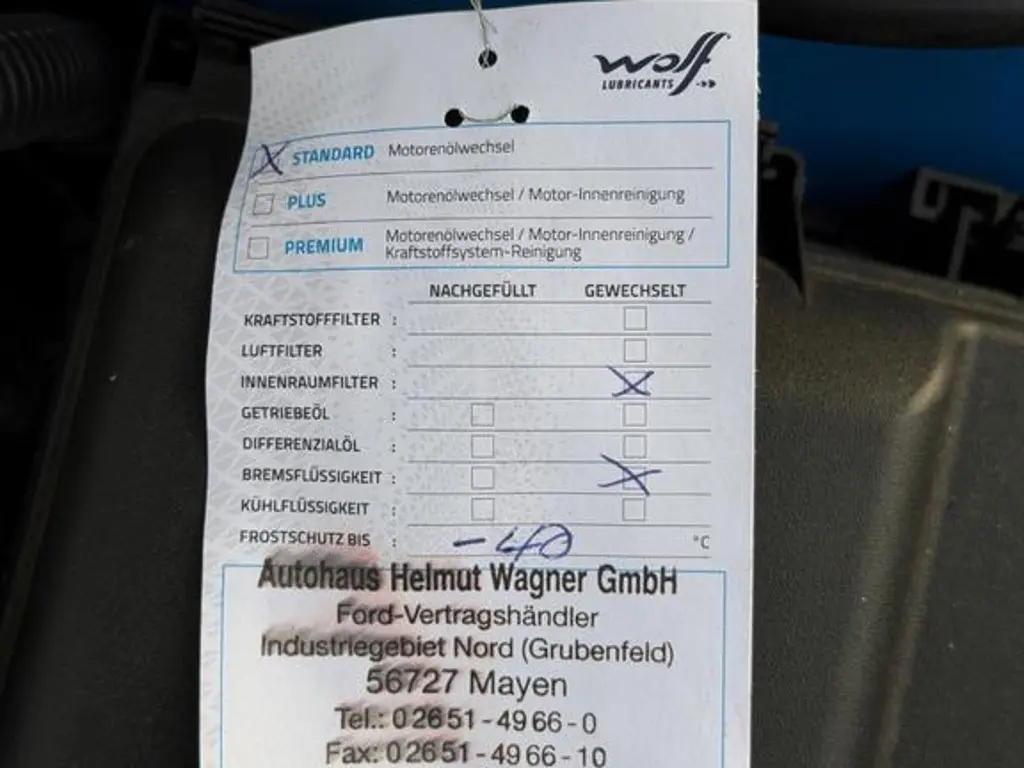 wolf
LUBRICANTS
X STANDARD Motorenölwechsel
PLUS Motorenölwechsel / Motor-Innenreinigung
PREMIUM Motorenölwechsel / Motor-Innenreinigung /
Kraftstoffsystem-Reinigung
NACHGEFÜLLT GEWECHSELT
KRAFTSTOFFFILTER :
LUFTFILTER :
INNENRAUMFILTER : X
GETRIEBEÖL :
DIFFERENZIALÖL :
BREMSFLÜSSIGKEIT : X
KÜHLFLÜSSIGKEIT :
FROSTSCHUTZ BIS : -40 °C
Autohaus Helmut Wagner GmbH
Ford-Vertragshändler
Industriegebiet Nord (Grubenfeld)
56727 Mayen
Tel.: 02651-4966-0
Fax: 02651-4966-10